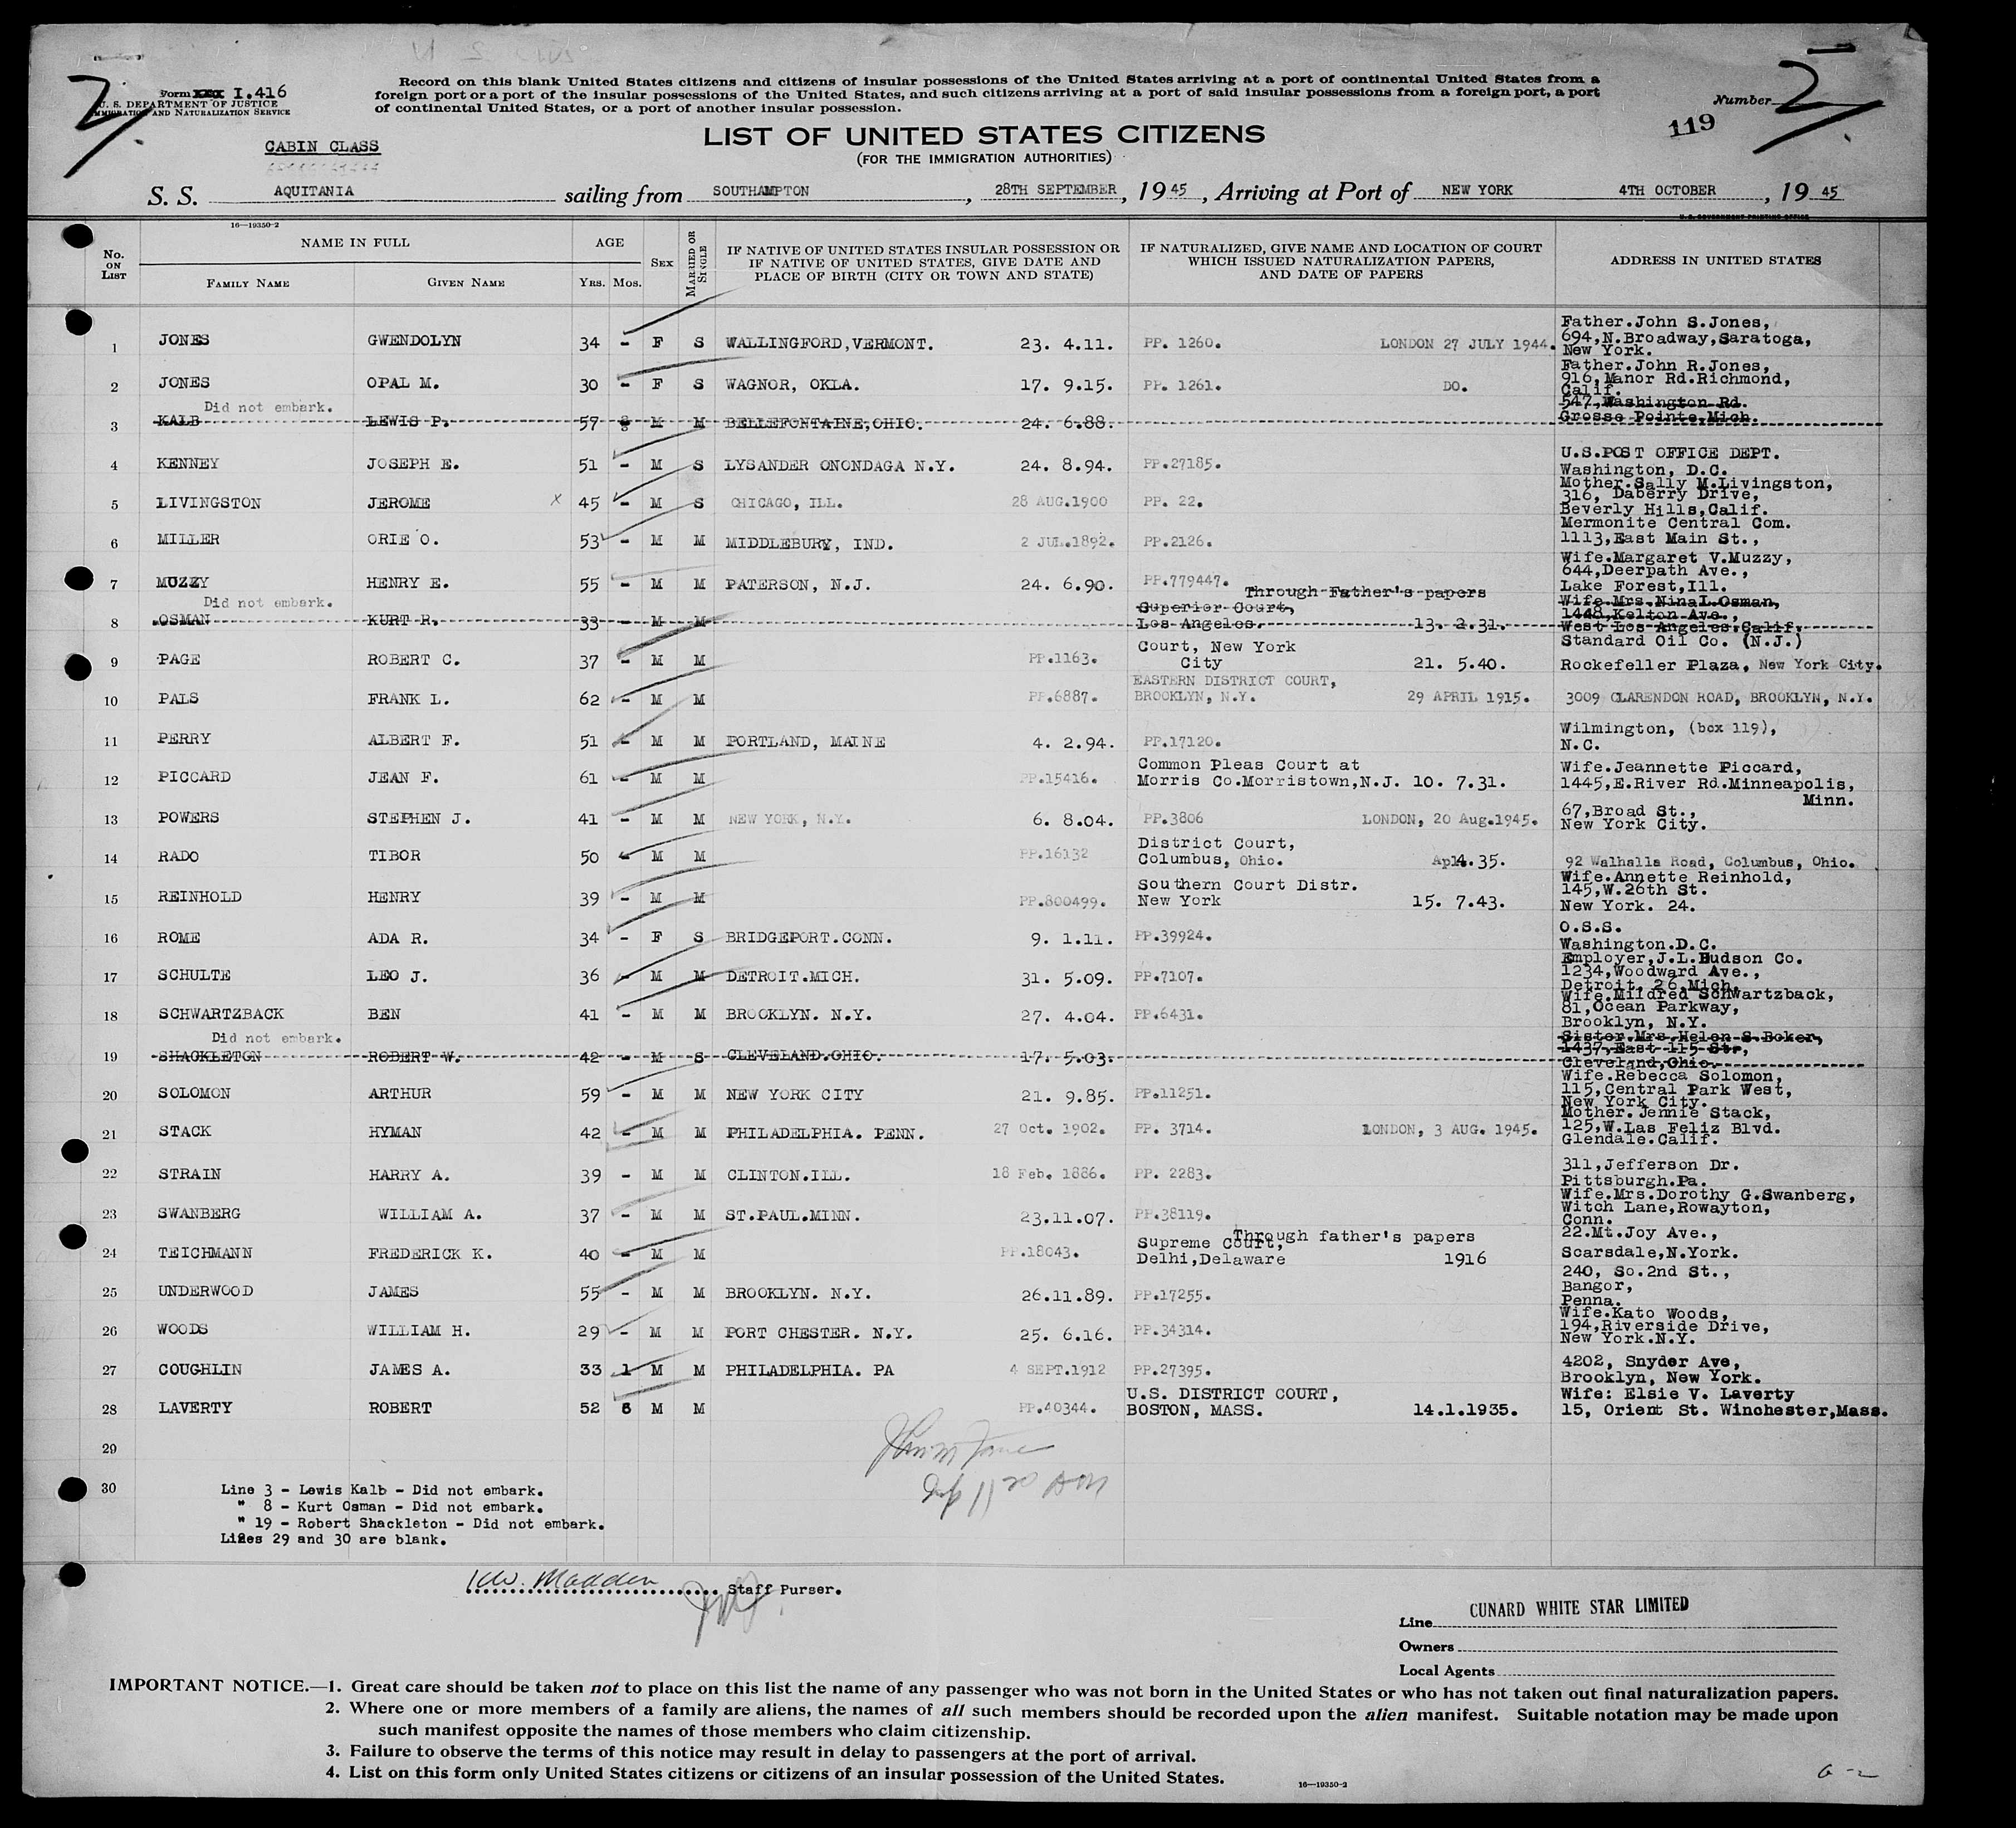 Form I.416
U. S. DEPARTMENT OF JUSTICE
IMMIGRATION AND NATURALIZATION SERVICE
Record on this blank United States citizens and citizens of insular possessions of the United States arriving at a port of continental United States from a
foreign port or a port of the insular possessions of the United States, and such citizens arriving at a port of said insular possessions from a foreign port, a port
of continental United States, or a port of another insular possession.
Number 2
2
119
LIST OF UNITED STATES CITIZENS
(FOR THE IMMIGRATION AUTHORITIES)
CABIN CLASS
S. S. AQUITANIA sailing from SOUTHAMPTON, 28TH SEPTEMBER, 1945, Arriving at Port of NEW YORK 4TH OCTOBER, 1945
U. S. GOVERNMENT PRINTING OFFICE
16—19350-2
No. ON LIST
NAME IN FULL
FAMILY NAME
GIVEN NAME
AGE
YRS. MOS.
SEX
MARRIED OR SINGLE
IF NATIVE OF UNITED STATES INSULAR POSSESSION OR
IF NATIVE OF UNITED STATES, GIVE DATE AND
PLACE OF BIRTH (CITY OR TOWN AND STATE)
IF NATURALIZED, GIVE NAME AND LOCATION OF COURT
WHICH ISSUED NATURALIZATION PAPERS,
AND DATE OF PAPERS
ADDRESS IN UNITED STATES
1 JONES GWENDOLYN 34 - F S WALLINGFORD,VERMONT. 23. 4.11. PP. 1260. LONDON 27 JULY 1944. Father.John S.Jones,
694,N.Broadway,Saratoga,
New York.
2 JONES OPAL M. 30 - F S WAGNOR, OKLA. 17. 9.15. PP. 1261. DO. Father.John R.Jones,
916,Manor Rd.Richmond,
Calif.
Did not embark.
3 KALB LEWIS P. 57 M M BELLEFONTAINE,OHIO. 24. 6.88. 547,Washington Rd.
Grosse Pointe,Mich.
4 KENNEY JOSEPH E. 51 - M S LYSANDER ONONDAGA N.Y. 24. 8.94. PP.27185. U.S.POST OFFICE DEPT.
Washington, D.C.
5 LIVINGSTON JEROME x 45 - M S CHICAGO, ILL. 28 AUG.1900 PP. 22. Mother.Sally M.Livingston,
316, Daberry Drive,
Beverly Hills,Calif.
6 MILLER ORIE O. 53 - M M MIDDLEBURY, IND. 2 JUL.1892. PP.2126. Mermonite Central Com.
1113,East Main St.,
7 MUZZY HENRY E. 55 - M M PATERSON, N.J. 24. 6.90. PP.779447. Wife.Margaret V.Muzzy,
644,Deerpath Ave.,
Lake Forest,Ill.
Did not embark.
8 OSMAN KURT R. 33 - M M Through Father's papers
Superior Court,
Los Angeles. 13. 2.31. Wife.Mrs.NinaL.Osman,
1448,Kelton Ave.,
West Los Angeles.Calif.
9 PAGE ROBERT C. 37 - M M PP.1163. Court, New York
City 21. 5.40. Standard Oil Co. (N.J.)
Rockefeller Plaza, New York City.
10 PALS FRANK L. 62 - M M PP.6887. EASTERN DISTRICT COURT,
BROOKLYN, N.Y. 29 APRIL 1915. 3009 CLARENDON ROAD, BROOKLYN, N.Y.
11 PERRY ALBERT F. 51 - M M PORTLAND, MAINE 4. 2.94. PP.17120. Wilmington, (box 119),
N.C.
12 PICCARD JEAN F. 61 - M M PP.15416. Common Pleas Court at
Morris Co.Morristown,N.J. 10. 7.31. Wife.Jeannette Piccard,
1445,E.River Rd.Minneapolis,
Minn.
13 POWERS STEPHEN J. 41 - M M NEW YORK, N.Y. 6. 8.04. PP.3806 LONDON, 20 Aug.1945. 67,Broad St.,
New York City.
14 RADO TIBOR 50 - M M PP.16132 District Court,
Columbus, Ohio. 4.35. 92 Walhalla Road, Columbus, Ohio.
15 REINHOLD HENRY 39 - M M PP.800499. Southern Court Distr.
New York 15. 7.43. Wife.Annette Reinhold,
145,W.26th St.
New York. 24.
16 ROME ADA R. 34 - F S BRIDGEPORT.CONN. 9. 1.11. PP.39924. O.S.S.
Washington.D.C.
17 SCHULTE LEO J. 36 - M M DETROIT.MICH. 31. 5.09. PP.7107. Employer,J.L.Hudson Co.
1234,Woodward Ave.,
Detroit, 26,Mich.
18 SCHWARTZBACK BEN 41 - M M BROOKLYN. N.Y. 27. 4.04. PP.6431. Wife.Mildred Schwartzback,
81,Ocean Parkway,
Brooklyn, N.Y.
Did not embark.
19 SHACKLETON ROBERT W. 42 - M S CLEVELAND.OHIO. 17. 5.03. Sister.Mrs.Helen S.Boker,
1437,East 115 Str,
Cleveland,Ohio.
20 SOLOMON ARTHUR 59 - M M NEW YORK CITY 21. 9.85. PP.11251. Wife.Rebecca Solomon,
115,Central Park West,
New York City.
21 STACK HYMAN 42 - M M PHILADELPHIA. PENN. 27 Oct. 1902. PP. 3714. LONDON, 3 AUG. 1945. Mother. Jennie Stack,
125,W.Las Feliz Blvd.
Glendale.Calif.
22 STRAIN HARRY A. 39 - M M CLINTON.ILL. 18 Feb. 1886. PP. 2283. 311,Jefferson Dr.
Pittsburgh.Pa.
23 SWANBERG WILLIAM A. 37 - M M ST.PAUL.MINN. 23.11.07. PP.38119. Wife.Mrs.Dorothy G.Swanberg,
Witch Lane,Rowayton,
Conn.
24 TEICHMANN FREDERICK K. 40 - M M PP.18043. Through father's papers
Supreme Court,
Delhi,Delaware 1916 22.Mt.Joy Ave.,
Scarsdale,N.York.
25 UNDERWOOD JAMES 55 - M M BROOKLYN. N.Y. 26.11.89. PP.17255. 240, So.2nd St.,
Bangor,
Penna.
26 WOODS WILLIAM H. 29 - M M PORT CHESTER. N.Y. 25. 6.16. PP.34314. Wife.Kato Woods,
194,Riverside Drive,
New York.N.Y.
27 COUGHLIN JAMES A. 33 1 M M PHILADELPHIA. PA 4 SEPT.1912 PP.27395. 4202, Snyder Ave,
Brooklyn, New York.
28 LAVERTY ROBERT 52 M M PP.40344. U.S. DISTRICT COURT,
BOSTON, MASS. 14.1.1935. Wife: Elsie V. Laverty
15, Orient St. Winchester,Mass.
29
30
Line 3 - Lewis Kalb - Did not embark.
" 8 - Kurt Osman - Did not embark.
" 19 - Robert Shackleton - Did not embark.
Lines 29 and 30 are blank.
Madden Staff Purser.
Line CUNARD WHITE STAR LIMITED
Owners
Local Agents
IMPORTANT NOTICE.—1. Great care should be taken not to place on this list the name of any passenger who was not born in the United States or who has not taken out final naturalization papers.
2. Where one or more members of a family are aliens, the names of all such members should be recorded upon the alien manifest. Suitable notation may be made upon
such manifest opposite the names of those members who claim citizenship.
3. Failure to observe the terms of this notice may result in delay to passengers at the port of arrival.
4. List on this form only United States citizens or citizens of an insular possession of the United States.
16—19350-2